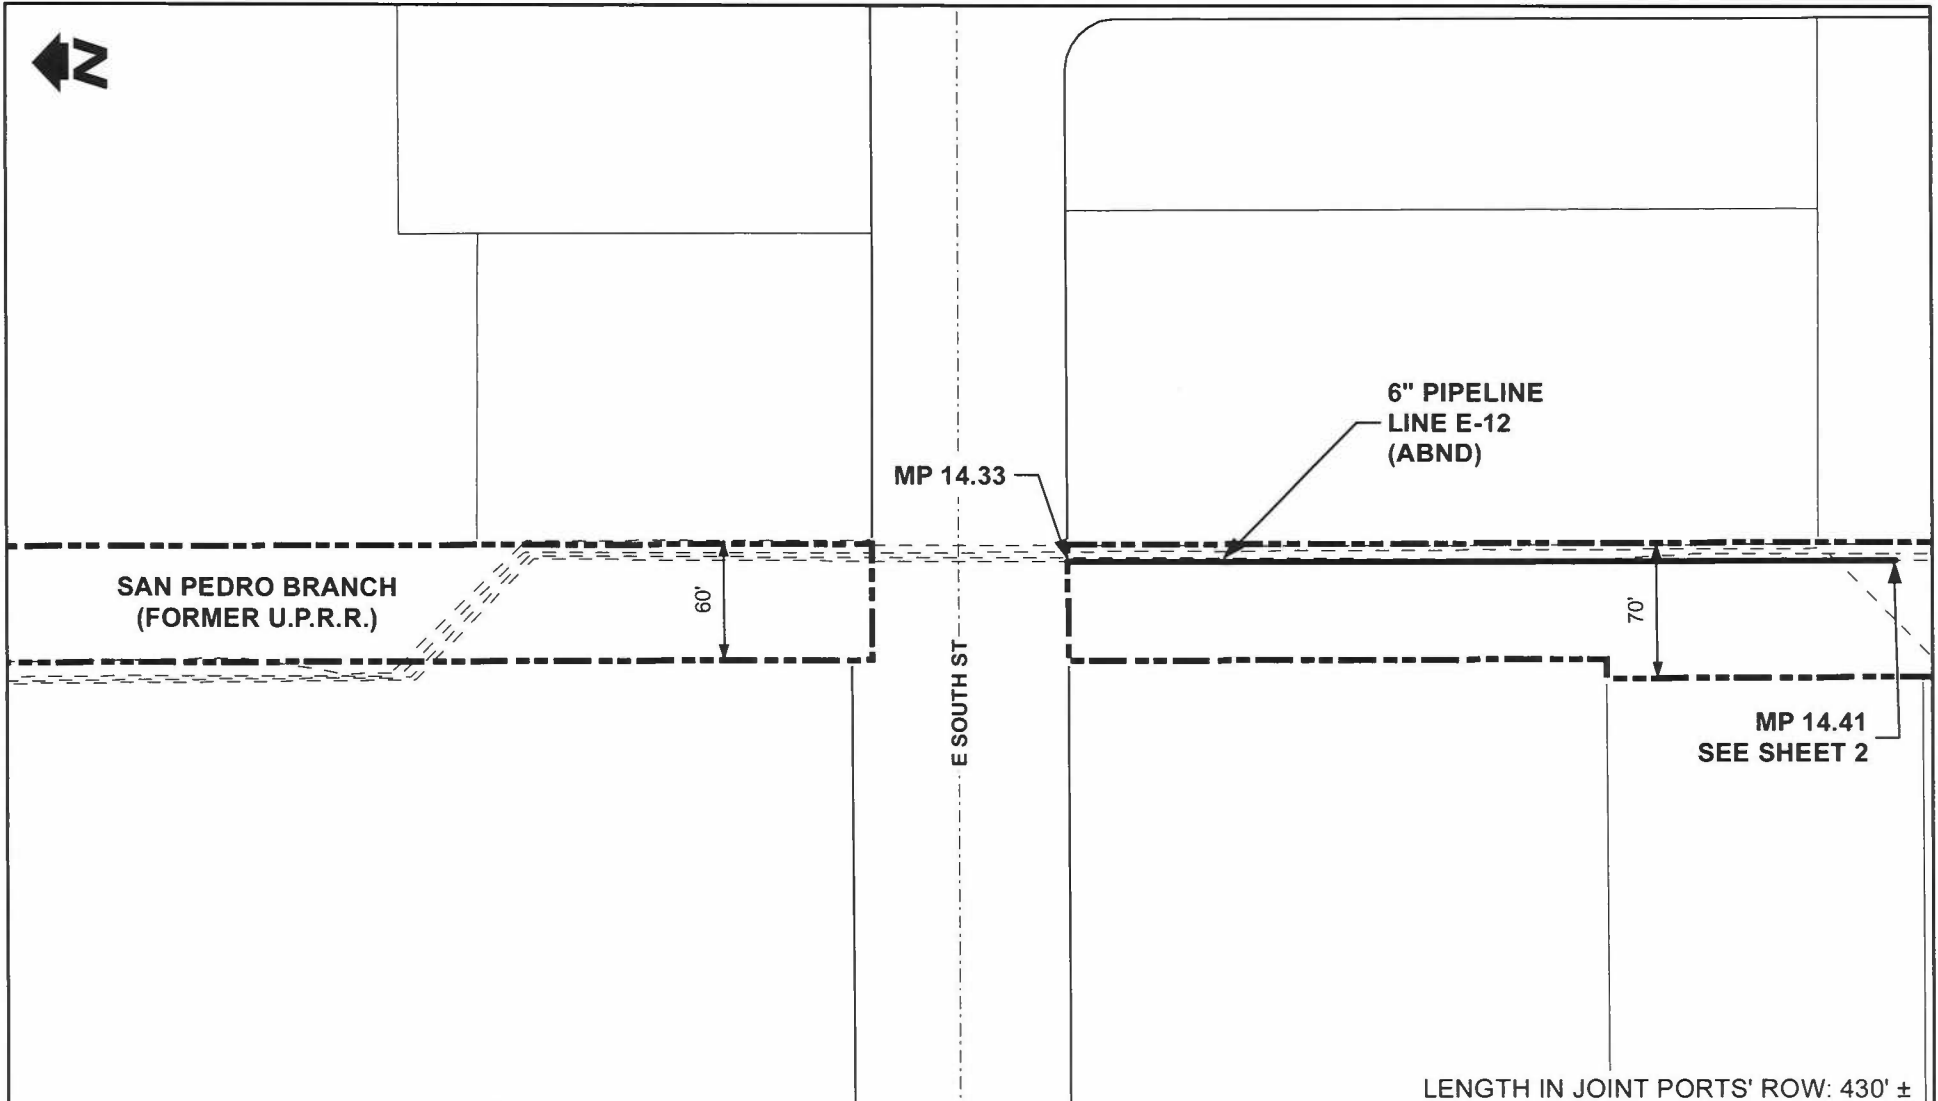 N
6" PIPELINE
LINE E-12
(ABND)
MP 14.33
SAN PEDRO BRANCH
(FORMER U.P.R.R.)
60'
70'
E SOUTH ST
MP 14.41
SEE SHEET 2
LENGTH IN JOINT PORTS' ROW: 430' ±